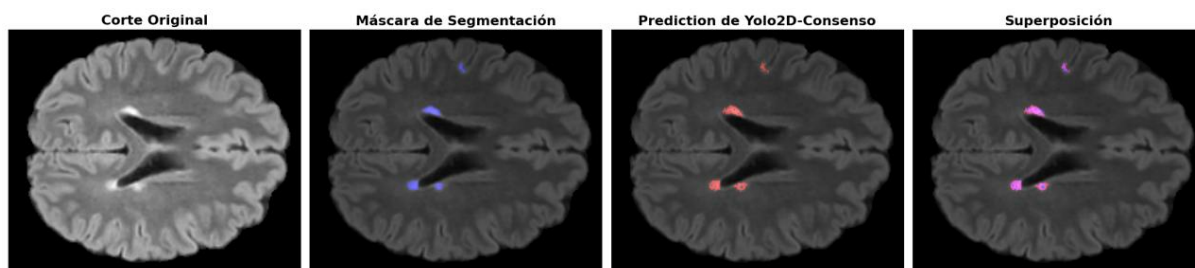 Corte Original
Máscara de Segmentación
Prediction de Yolo2D-Consenso
Superposición